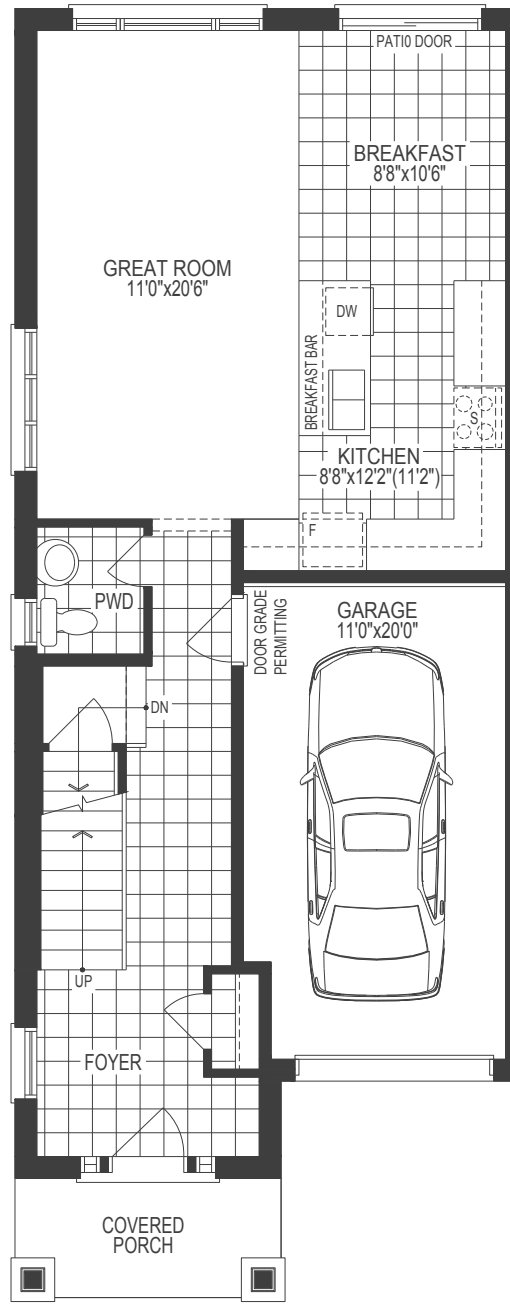 PATI0 DOOR
BREAKFAST
8'8"x10'6"
GREAT ROOM
11'0"x20'6"
DW
BREAKFAST BAR
S
KITCHEN
8'8"x12'2"(11'2")
F
PWD
DOOR GRADE
PERMITTING
GARAGE
11'0"x20'0"
DN
UP
FOYER
COVERED
PORCH